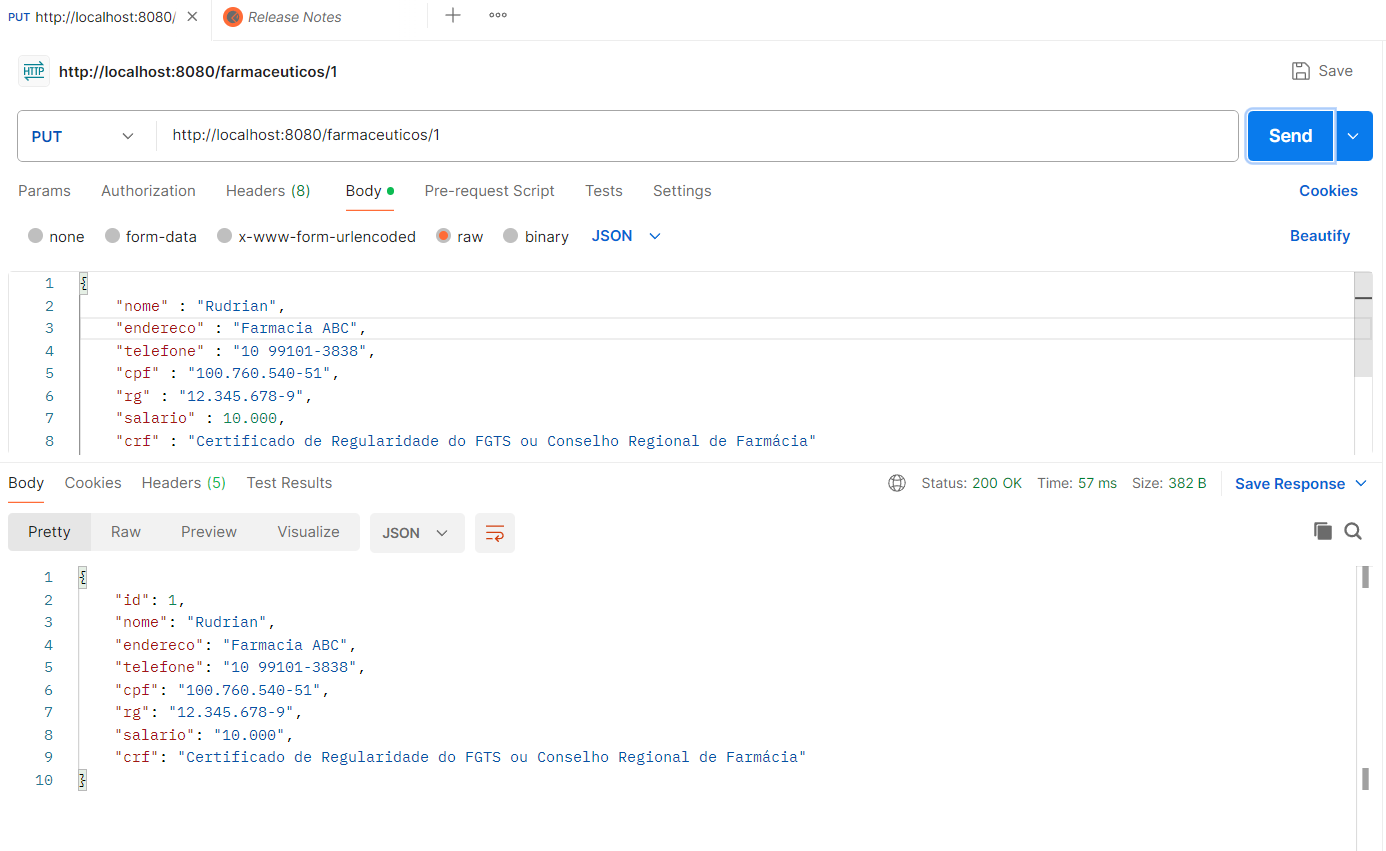 PUT http://localhost:8080/ Release Notes
HTTP http://localhost:8080/farmaceuticos/1 Save
PUT http://localhost:8080/farmaceuticos/1 Send
Params Authorization Headers (8) Body Pre-request Script Tests Settings Cookies
none form-data x-www-form-urlencoded raw binary JSON Beautify
1 {
2 "nome" : "Rudrian",
3 "endereco" : "Farmacia ABC",
4 "telefone" : "10 99101-3838",
5 "cpf" : "100.760.540-51",
6 "rg" : "12.345.678-9",
7 "salario" : 10.000,
8 "crf" : "Certificado de Regularidade do FGTS ou Conselho Regional de Farmácia"
Body Cookies Headers (5) Test Results Status: 200 OK Time: 57 ms Size: 382 B Save Response
Pretty Raw Preview Visualize JSON
1 {
2 "id": 1,
3 "nome": "Rudrian",
4 "endereco": "Farmacia ABC",
5 "telefone": "10 99101-3838",
6 "cpf": "100.760.540-51",
7 "rg": "12.345.678-9",
8 "salario": "10.000",
9 "crf": "Certificado de Regularidade do FGTS ou Conselho Regional de Farmácia"
10 }